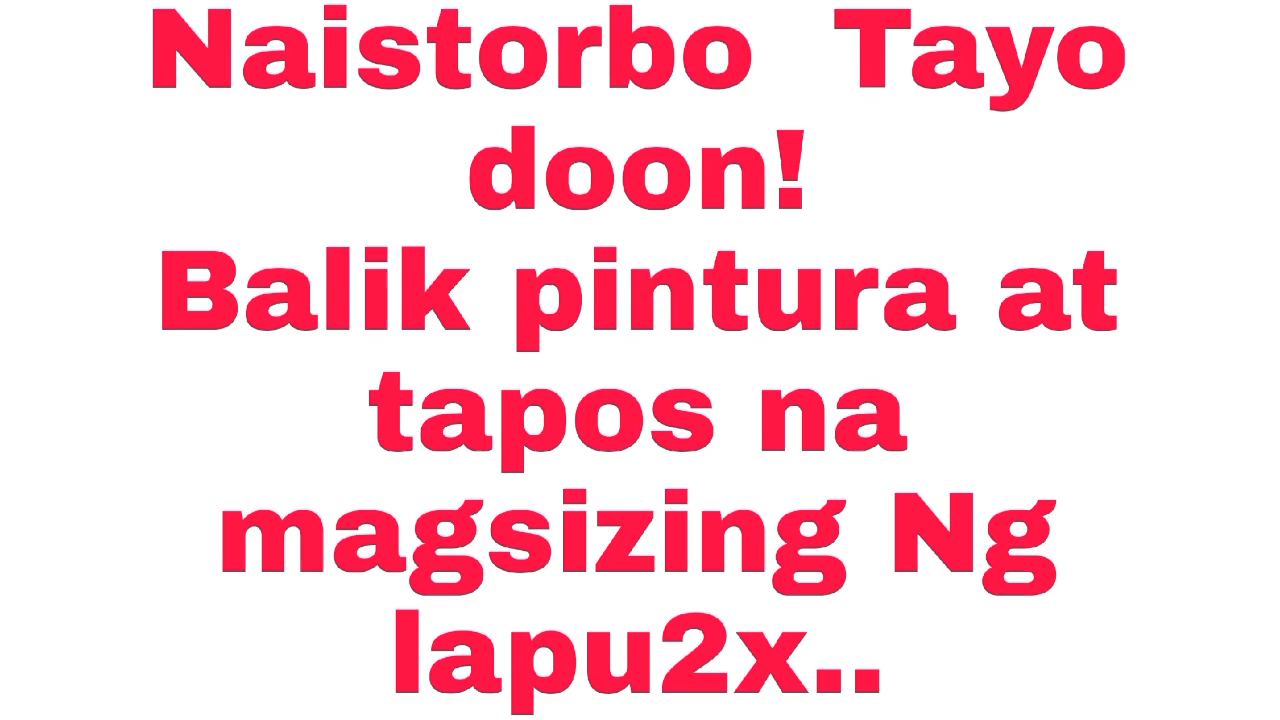 Naistorbo Tayo
doon!
Balik pintura at
tapos na
magsizing Ng
lapu2x..